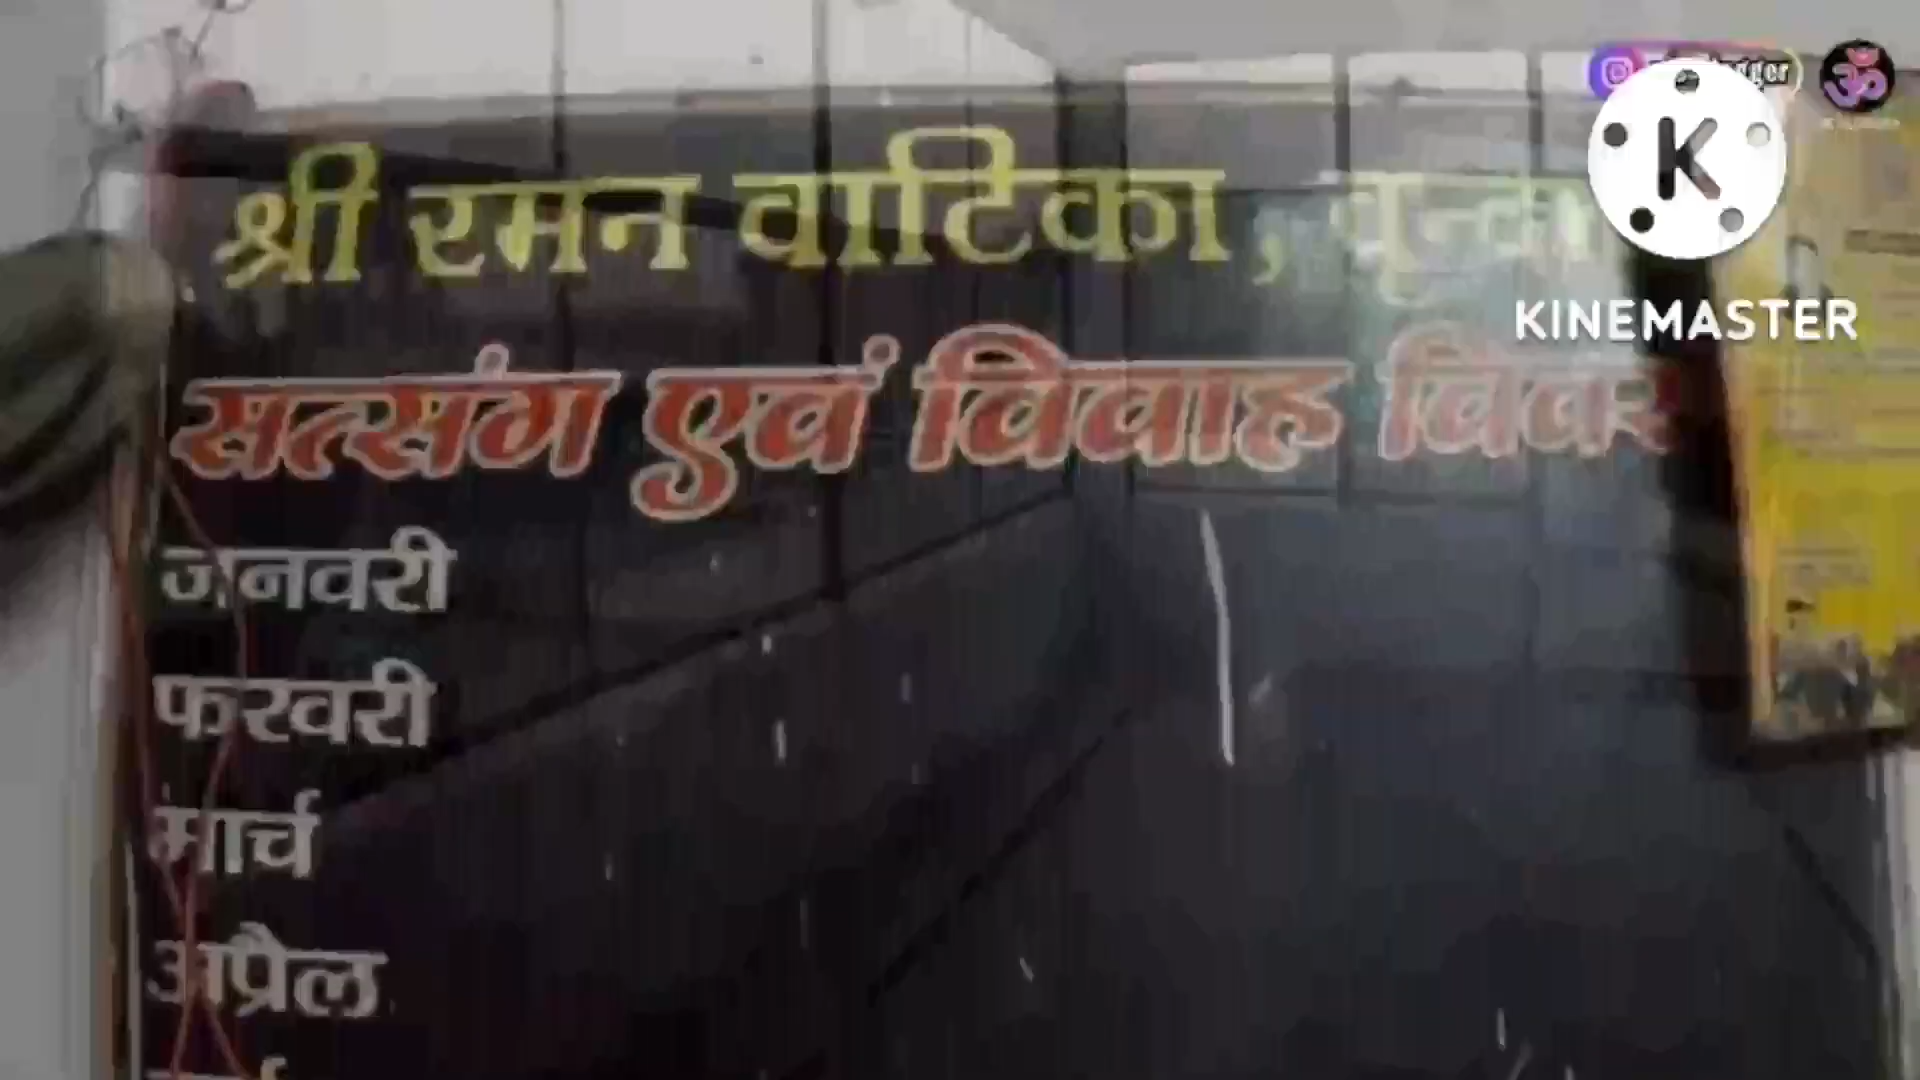 श्री रमन वाटिका,
सत्संग एवं विवाह
जनवरी
फरवरी
मार्च
अप्रैल
KINEMASTER